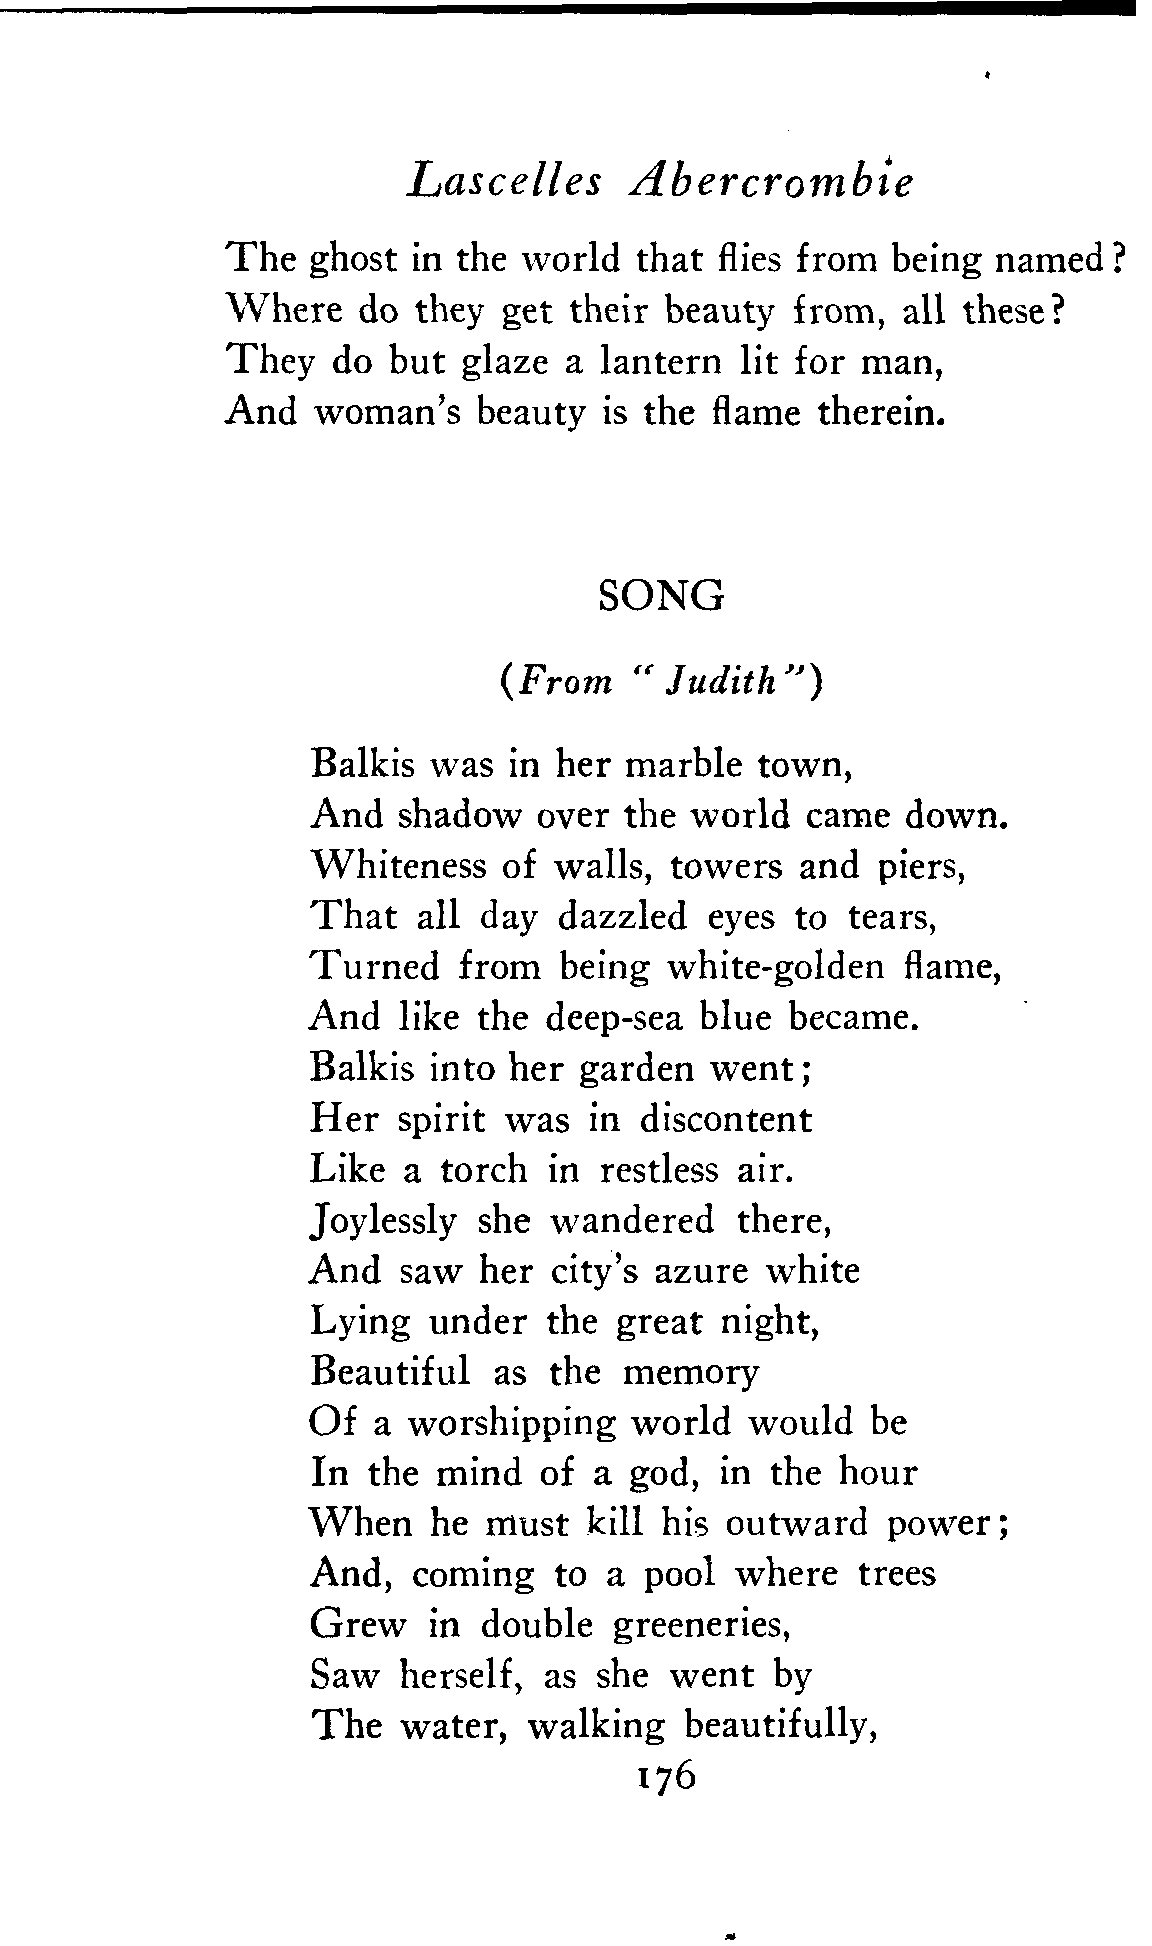 Lascelles Abercrombie
The ghost in the world that flies from being named?
Where do they get their beauty from, all these?
They do but glaze a lantern lit for man,
And woman's beauty is the flame therein.
SONG
(From "Judith")
Balkis was in her marble town,
And shadow over the world came down.
Whiteness of walls, towers and piers,
That all day dazzled eyes to tears,
Turned from being white-golden flame,
And like the deep-sea blue became.
Balkis into her garden went;
Her spirit was in discontent
Like a torch in restless air.
Joylessly she wandered there,
And saw her city's azure white
Lying under the great night,
Beautiful as the memory
Of a worshipping world would be
In the mind of a god, in the hour
When he must kill his outward power;
And, coming to a pool where trees
Grew in double greeneries,
Saw herself, as she went by
The water, walking beautifully,
176